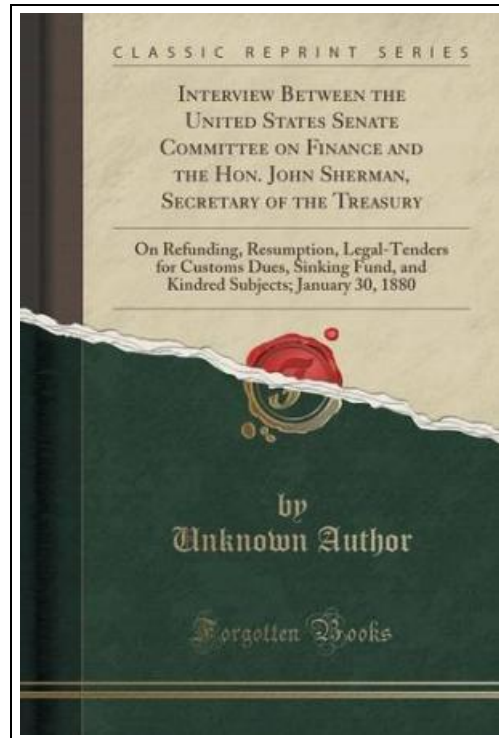 CLASSIC REPRINT SERIES
INTERVIEW BETWEEN THE
UNITED STATES SENATE
COMMITTEE ON FINANCE AND
THE HON. JOHN SHERMAN,
SECRETARY OF THE TREASURY
On Refunding, Resumption, Legal-Tenders
for Customs Dues, Sinking Fund, and
Kindred Subjects; January 30, 1880
by
Unknown Author
Forgotten Books